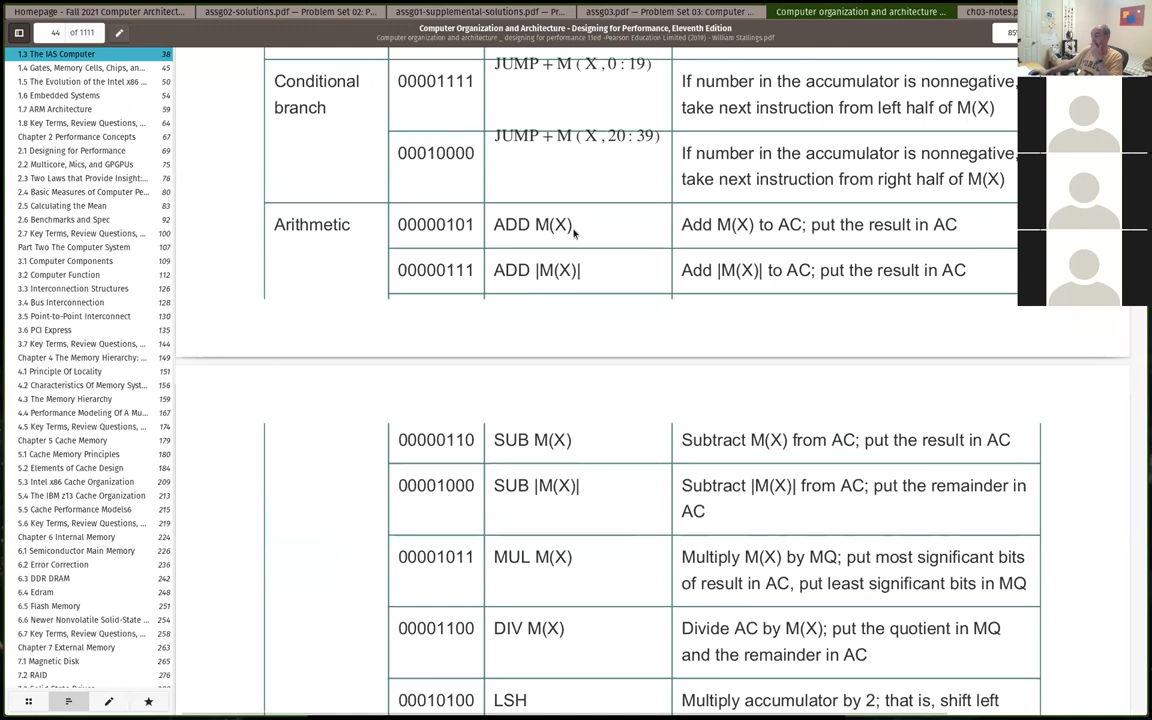 Homepage - Fall 2021 Computer Architect...
assg02-solutions.pdf — Problem Set 02: P...
assg01-supplemental-solutions.pdf — Pr...
assg03.pdf — Problem Set 03: Computer ...
Computer organization and architecture ...
ch03-notes.p
44 of 1111
Computer Organization and Architecture - Designing for Performance, Eleventh Edition
Computer organization and architecture _ designing for performance 11ed -Pearson Education Limited (2019) - William Stallings.pdf
85
1.3 The IAS Computer 38
1.4 Gates, Memory Cells, Chips, an... 45
1.5 The Evolution of the Intel x86 ... 50
1.6 Embedded Systems 54
1.7 ARM Architecture 59
1.8 Key Terms, Review Questions, ... 64
Chapter 2 Performance Concepts 67
2.1 Designing for Performance 69
2.2 Multicore, Mics, and GPGPUs 75
2.3 Two Laws that Provide Insight:... 76
2.4 Basic Measures of Computer Pe... 80
2.5 Calculating the Mean 83
2.6 Benchmarks and Spec 92
2.7 Key Terms, Review Questions, ... 100
Part Two The Computer System 107
3.1 Computer Components 109
3.2 Computer Function 112
3.3 Interconnection Structures 126
3.4 Bus Interconnection 128
3.5 Point-to-Point Interconnect 130
3.6 PCI Express 135
3.7 Key Terms, Review Questions, ... 144
Chapter 4 The Memory Hierarchy: ... 149
4.1 Principle Of Locality 151
4.2 Characteristics Of Memory Syst... 156
4.3 The Memory Hierarchy 159
4.4 Performance Modeling Of A Mu... 167
4.5 Key Terms, Review Questions, ... 174
Chapter 5 Cache Memory 179
5.1 Cache Memory Principles 180
5.2 Elements of Cache Design 184
5.3 Intel x86 Cache Organization 209
5.4 The IBM z13 Cache Organization 213
5.5 Cache Performance Models6 215
5.6 Key Terms, Review Questions, ... 219
Chapter 6 Internal Memory 224
6.1 Semiconductor Main Memory 226
6.2 Error Correction 236
6.3 DDR DRAM 242
6.4 Edram 248
6.5 Flash Memory 251
6.6 Newer Nonvolatile Solid-State ... 254
6.7 Key Terms, Review Questions, ... 258
Chapter 7 External Memory 263
7.1 Magnetic Disk 265
7.2 RAID 276
Conditional
branch
00001111
JUMP + M ( X , 0 : 19)
If number in the accumulator is nonnegative,
take next instruction from left half of M(X)
00010000
JUMP + M ( X , 20 : 39)
If number in the accumulator is nonnegative,
take next instruction from right half of M(X)
Arithmetic
00000101
ADD M(X)
Add M(X) to AC; put the result in AC
00000111
ADD |M(X)|
Add |M(X)| to AC; put the result in AC
00000110
SUB M(X)
Subtract M(X) from AC; put the result in AC
00001000
SUB |M(X)|
Subtract |M(X)| from AC; put the remainder in
AC
00001011
MUL M(X)
Multiply M(X) by MQ; put most significant bits
of result in AC, put least significant bits in MQ
00001100
DIV M(X)
Divide AC by M(X); put the quotient in MQ
and the remainder in AC
00010100
LSH
Multiply accumulator by 2; that is, shift left